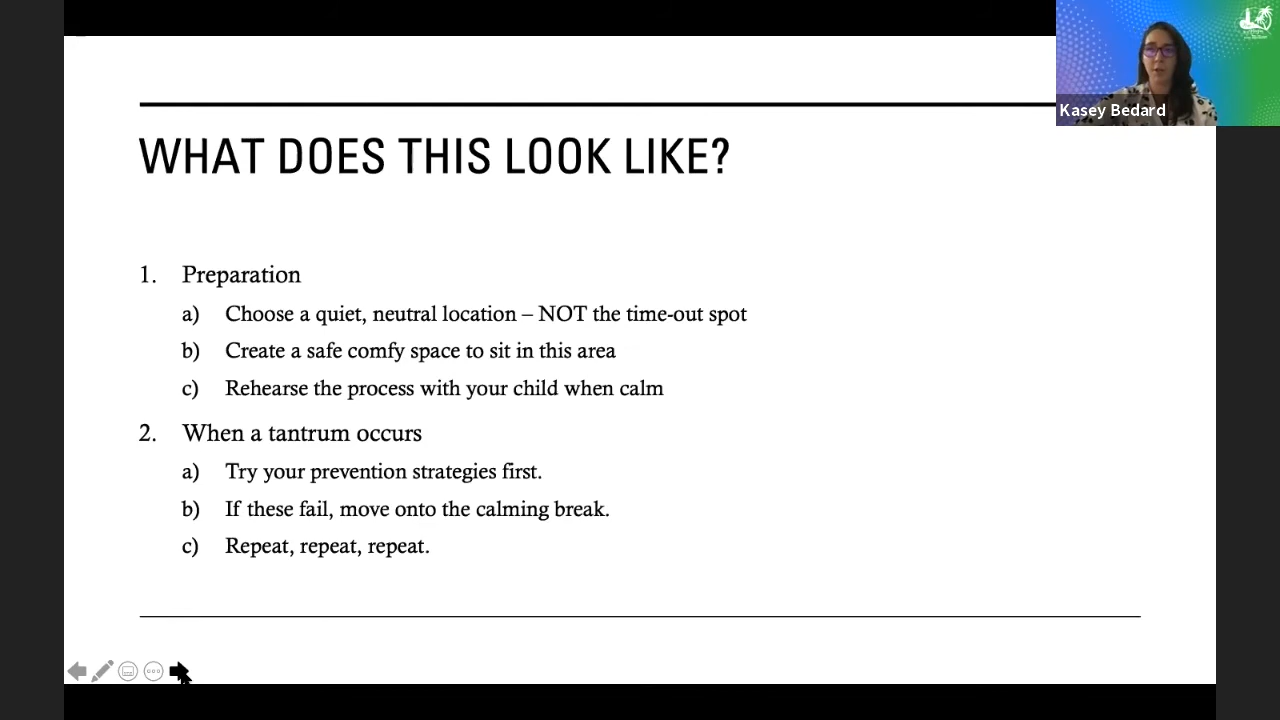 Kasey Bedard
WHAT DOES THIS LOOK LIKE?
1. Preparation
a) Choose a quiet, neutral location – NOT the time-out spot
b) Create a safe comfy space to sit in this area
c) Rehearse the process with your child when calm
2. When a tantrum occurs
a) Try your prevention strategies first.
b) If these fail, move onto the calming break.
c) Repeat, repeat, repeat.